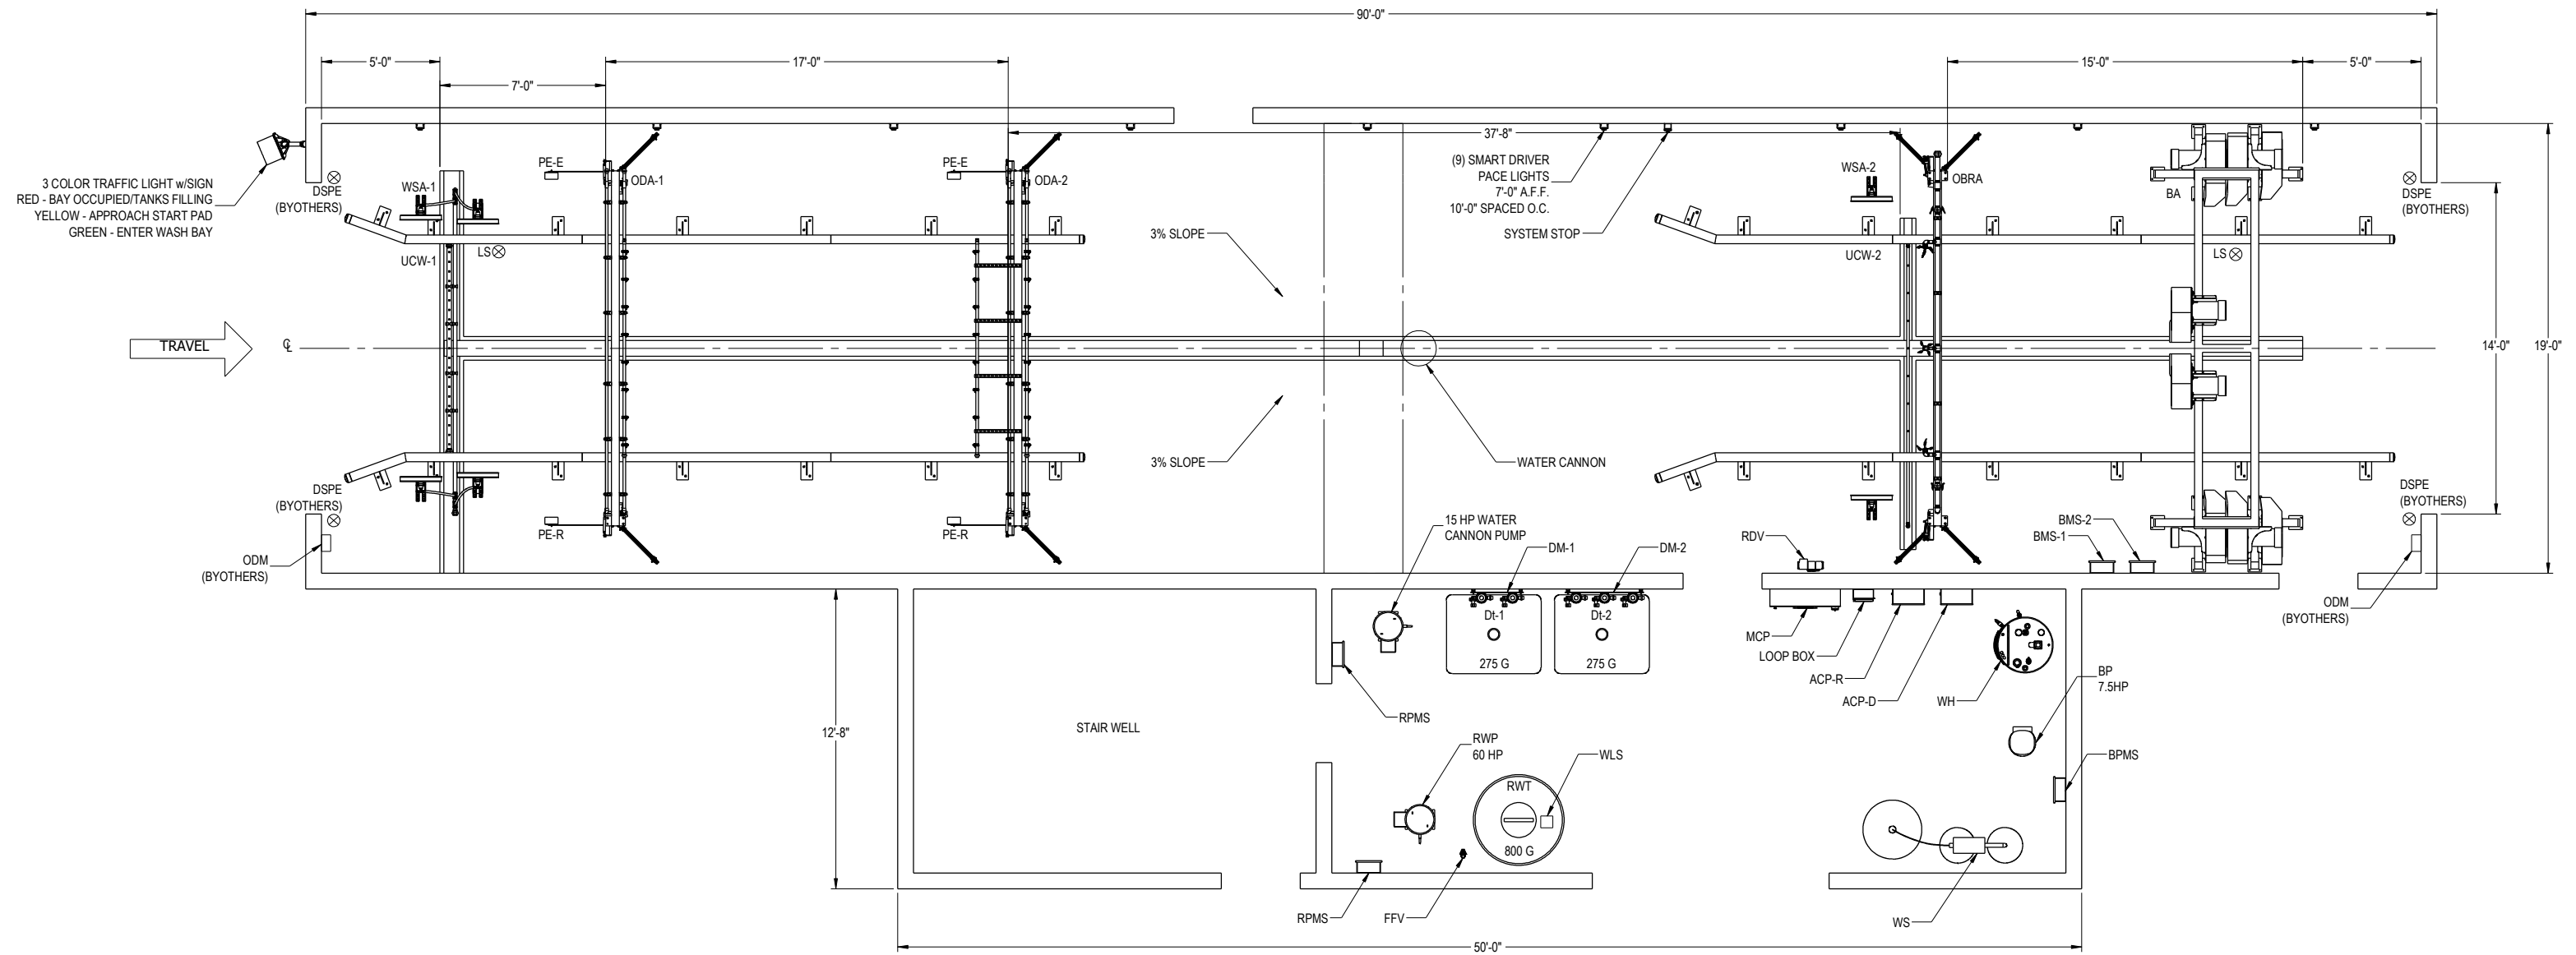 90'-0"
5'-0"
7'-0"
17'-0"
15'-0"
5'-0"
37'-8"
3 COLOR TRAFFIC LIGHT w/SIGN
RED - BAY OCCUPIED/TANKS FILLING
YELLOW - APPROACH START PAD
GREEN - ENTER WASH BAY
DSPE
(BYOTHERS)
WSA-1
PE-E
ODA-1
PE-E
ODA-2
(9) SMART DRIVER
PACE LIGHTS
7'-0" A.F.F.
10'-0" SPACED O.C.
SYSTEM STOP
WSA-2
OBRA
BA
DSPE
(BYOTHERS)
UCW-1
LS
3% SLOPE
UCW-2
LS
TRAVEL
℄
14'-0"
19'-0"
3% SLOPE
WATER CANNON
DSPE
(BYOTHERS)
PE-R
PE-R
15 HP WATER
CANNON PUMP
DM-1
DM-2
RDV
BMS-1
BMS-2
DSPE
(BYOTHERS)
ODM
(BYOTHERS)
ODM
(BYOTHERS)
Dt-1
275 G
Dt-2
275 G
MCP
LOOP BOX
ACP-R
ACP-D
WH
BP
7.5HP
12'-8"
STAIR WELL
RPMS
RWP
60 HP
WLS
BPMS
RWT
800 G
RPMS
FFV
WS
50'-0"